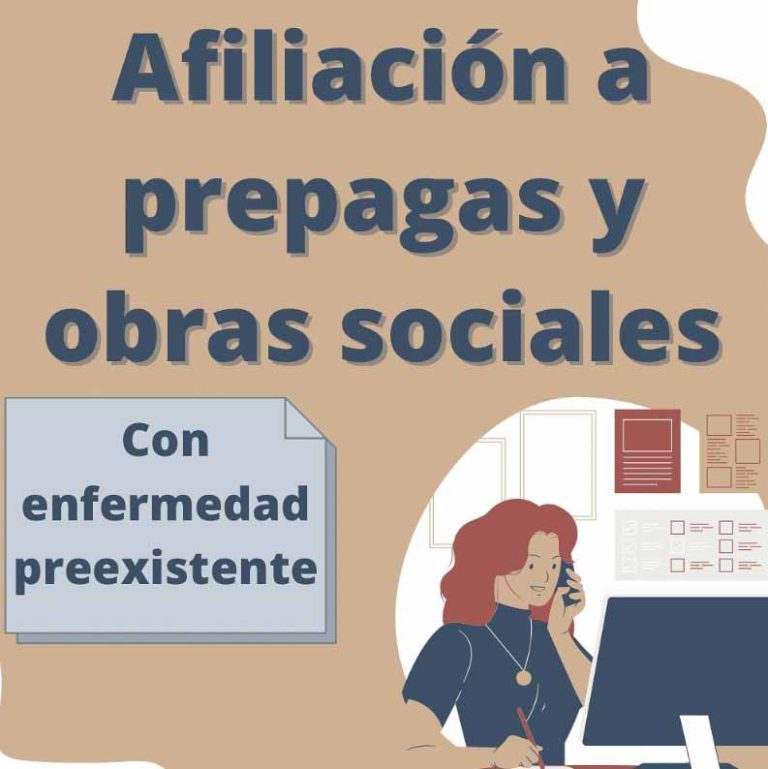 Afiliación a
prepagas y
obras sociales
Con
enfermedad
preexistente